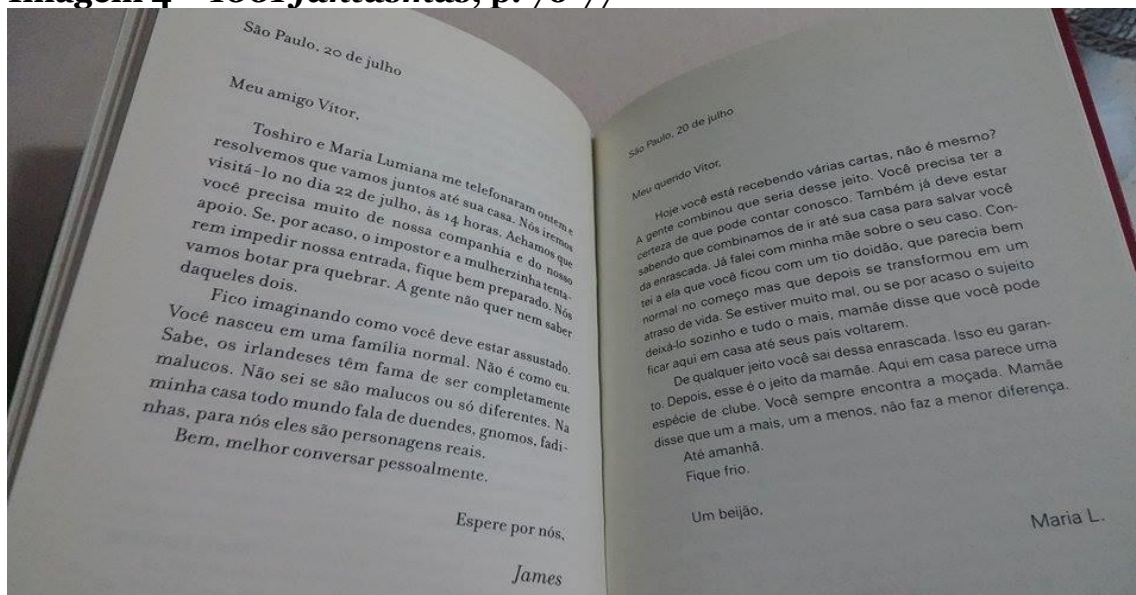 São Paulo, 20 de julho
Meu amigo Vítor,
Toshiro e Maria Lumiana me telefonaram ontem e
resolvemos que vamos juntos até sua casa. Nós iremos
visitá-lo no dia 22 de julho, às 14 horas. Achamos que
você precisa muito de nossa companhia e do nosso
apoio. Se, por acaso, o impostor e a mulherzinha tenta-
rem impedir nossa entrada, fique bem preparado. Nós
vamos botar pra quebrar. A gente não quer nem saber
daqueles dois.
Fico imaginando como você deve estar assustado.
Você nasceu em uma família normal. Não é como eu.
Sabe, os irlandeses têm fama de ser completamente
malucos. Não sei se são malucos ou só diferentes. Na
minha casa todo mundo fala de duendes, gnomos, fadi-
nhas, para nós eles são personagens reais.
Bem, melhor conversar pessoalmente.
Espere por nós,
James
São Paulo, 20 de julho
Meu querido Vítor,
Hoje você está recebendo várias cartas, não é mesmo?
A gente combinou que seria desse jeito. Você precisa ter a
certeza de que pode contar conosco. Também já deve estar
sabendo que combinamos de ir até sua casa para salvar você
da enrascada. Já falei com minha mãe sobre o seu caso. Con-
tei a ela que você ficou com um tio doidão, que parecia bem
normal no começo mas que depois se transformou em um
atraso de vida. Se estiver muito mal, ou se por acaso o sujeito
deixá-lo sozinho e tudo o mais, mamãe disse que você pode
ficar aqui em casa até seus pais voltarem.
De qualquer jeito você sai dessa enrascada. Isso eu garan-
to. Depois, esse é o jeito da mamãe. Aqui em casa parece uma
espécie de clube. Você sempre encontra a moçada. Mamãe
disse que um a mais, um a menos, não faz a menor diferença.
Até amanhã.
Fique frio.
Um beijão,
Maria L.